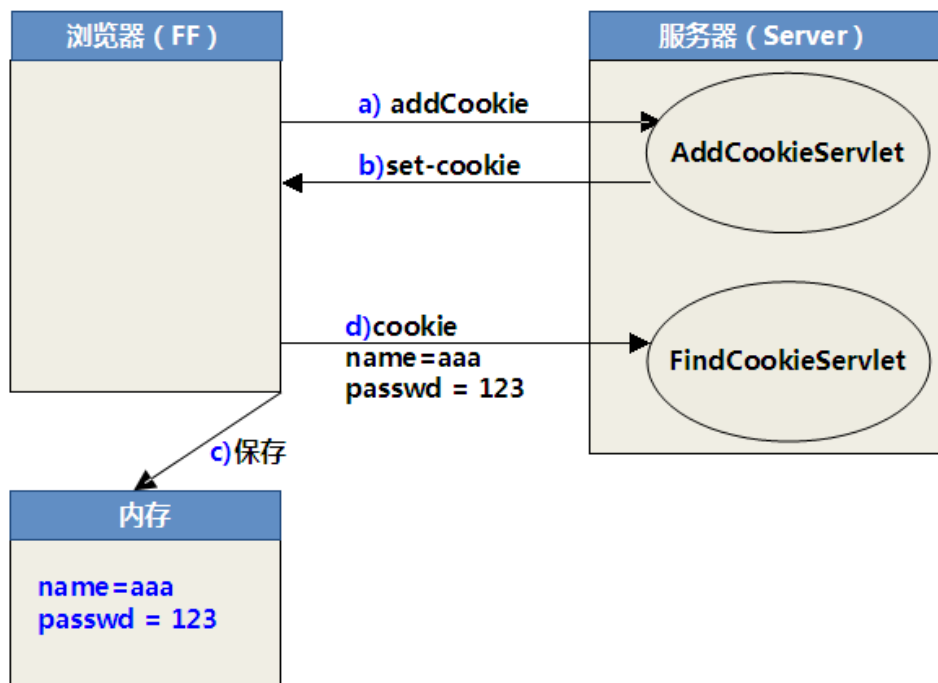 浏览器（FF）
服务器（Server）
a) addCookie
AddCookieServlet
b)set-cookie
d)cookie
name=aaa
passwd = 123
FindCookieServlet
c)保存
内存
name=aaa
passwd = 123